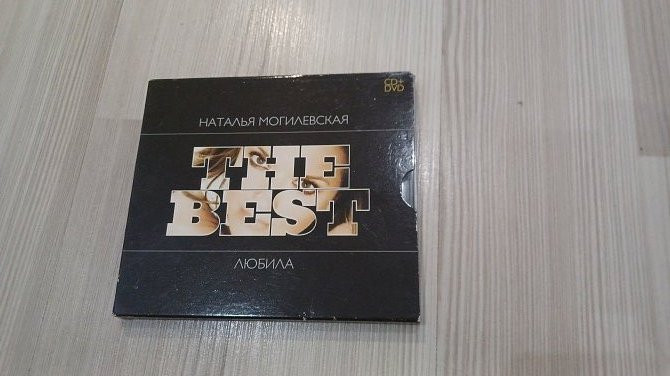 CD+
DVD
НАТАЛЬЯ МОГИЛЕВСКАЯ
THE
BEST
ЛЮБИЛА